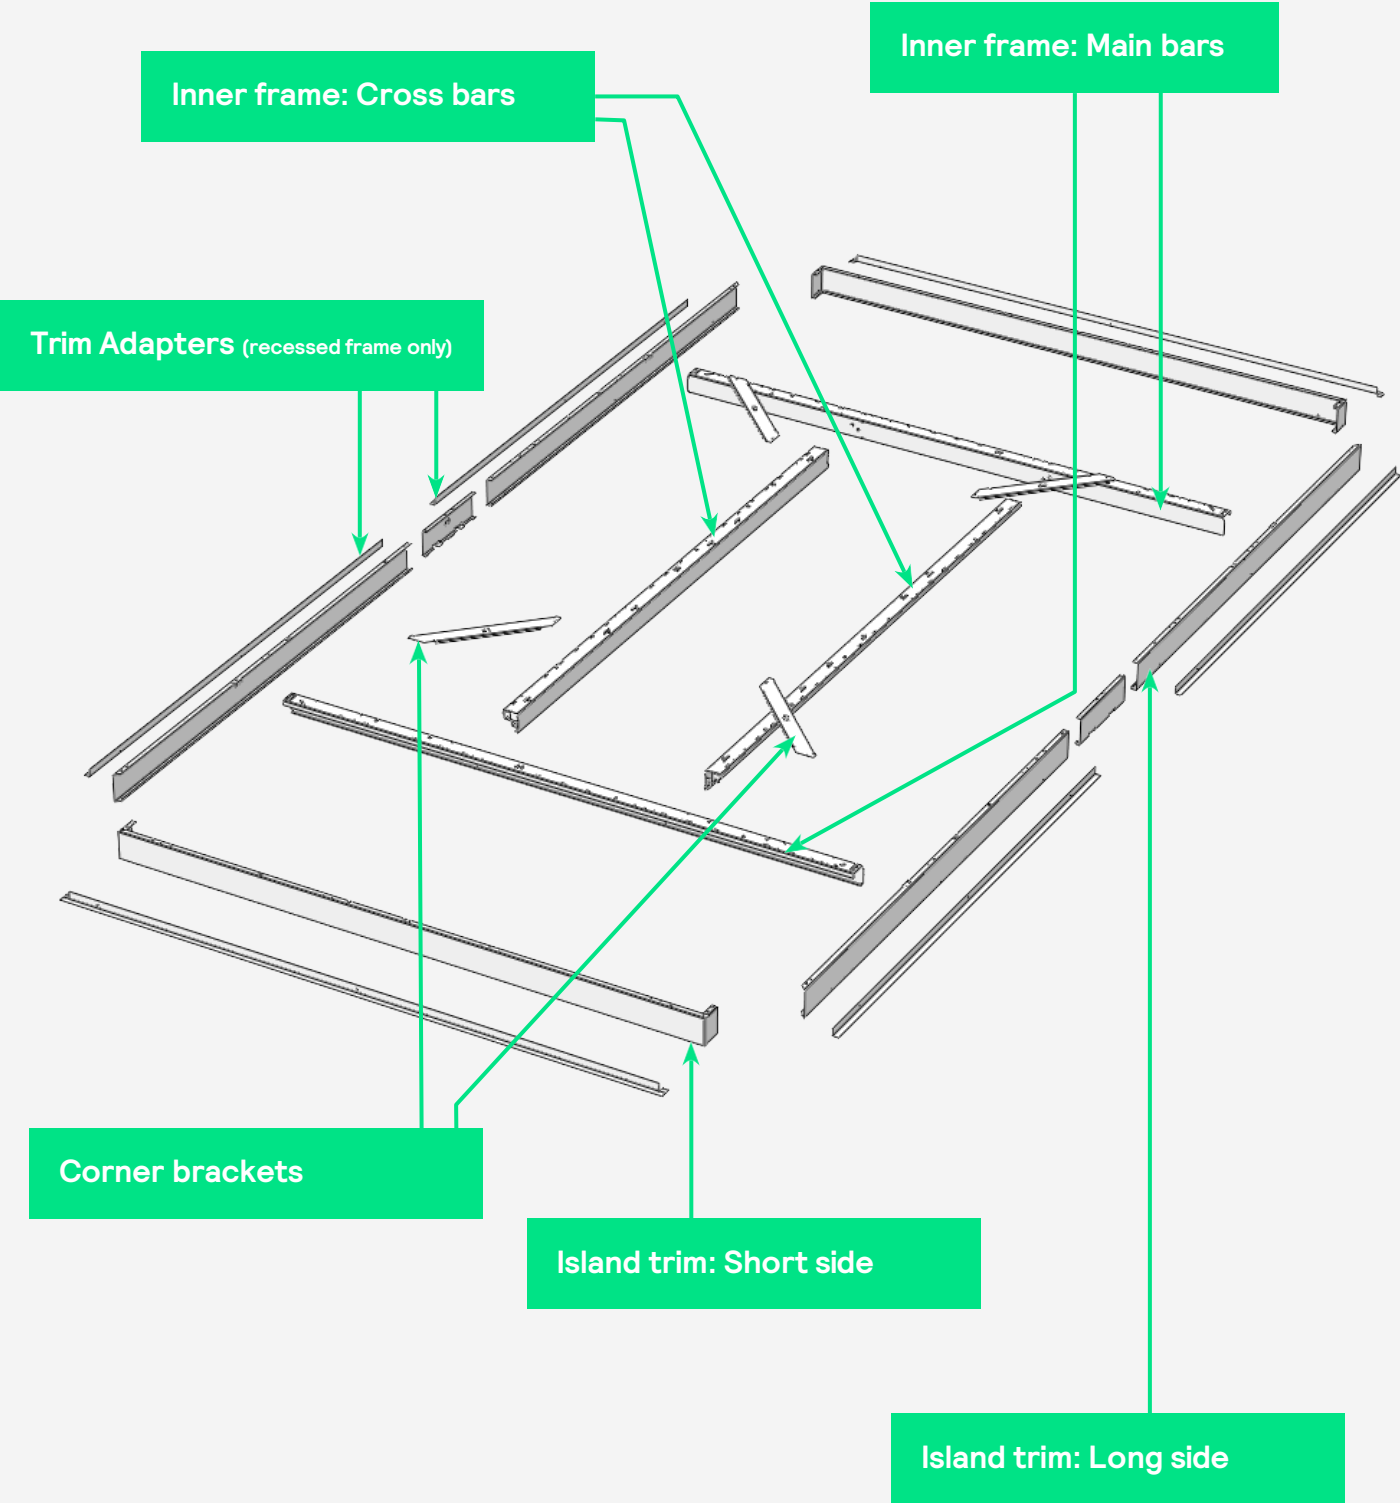 Inner frame: Main bars
Inner frame: Cross bars
Trim Adapters (recessed frame only)
Corner brackets
Island trim: Short side
Island trim: Long side